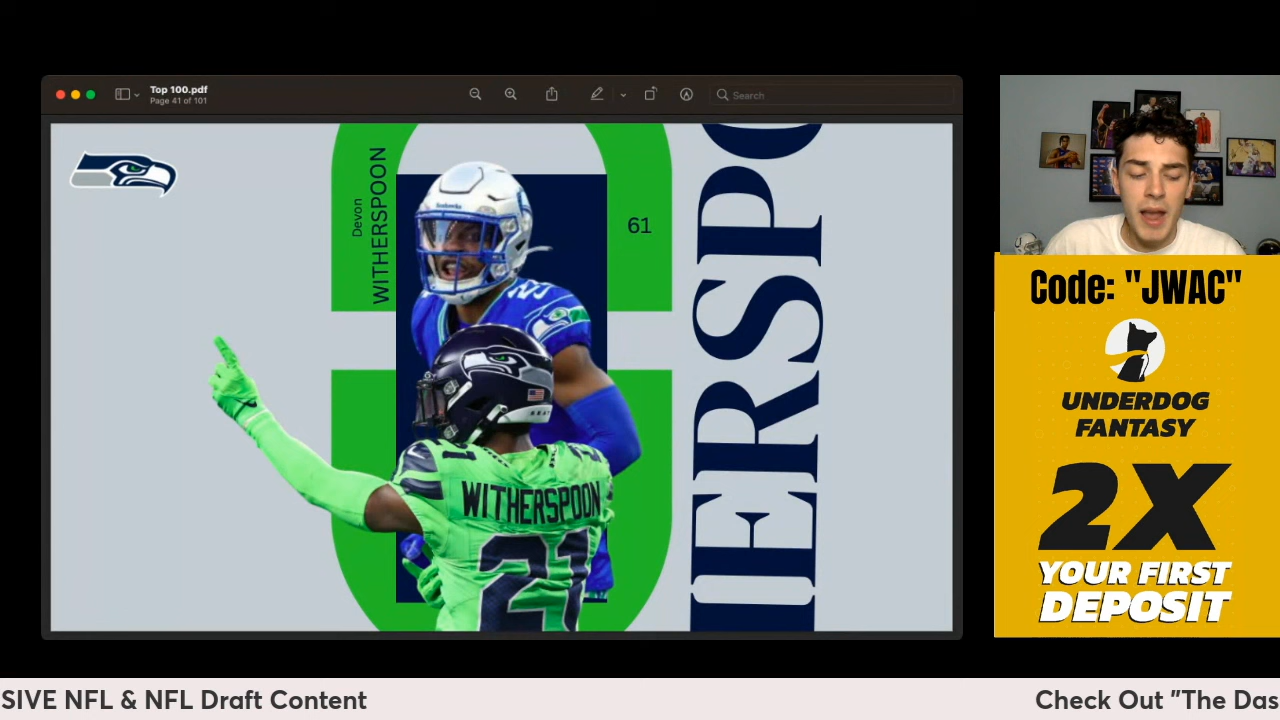 Top 100.pdf
Page 41 of 101
Search
Devon
WITHERSPOON
61
Seahawks
WITHERSPOON
21
ERSPO
Code: "JWAC"
UNDERDOG
FANTASY
2X
YOUR FIRST
DEPOSIT
SIVE NFL & NFL Draft Content
Check Out "The Das